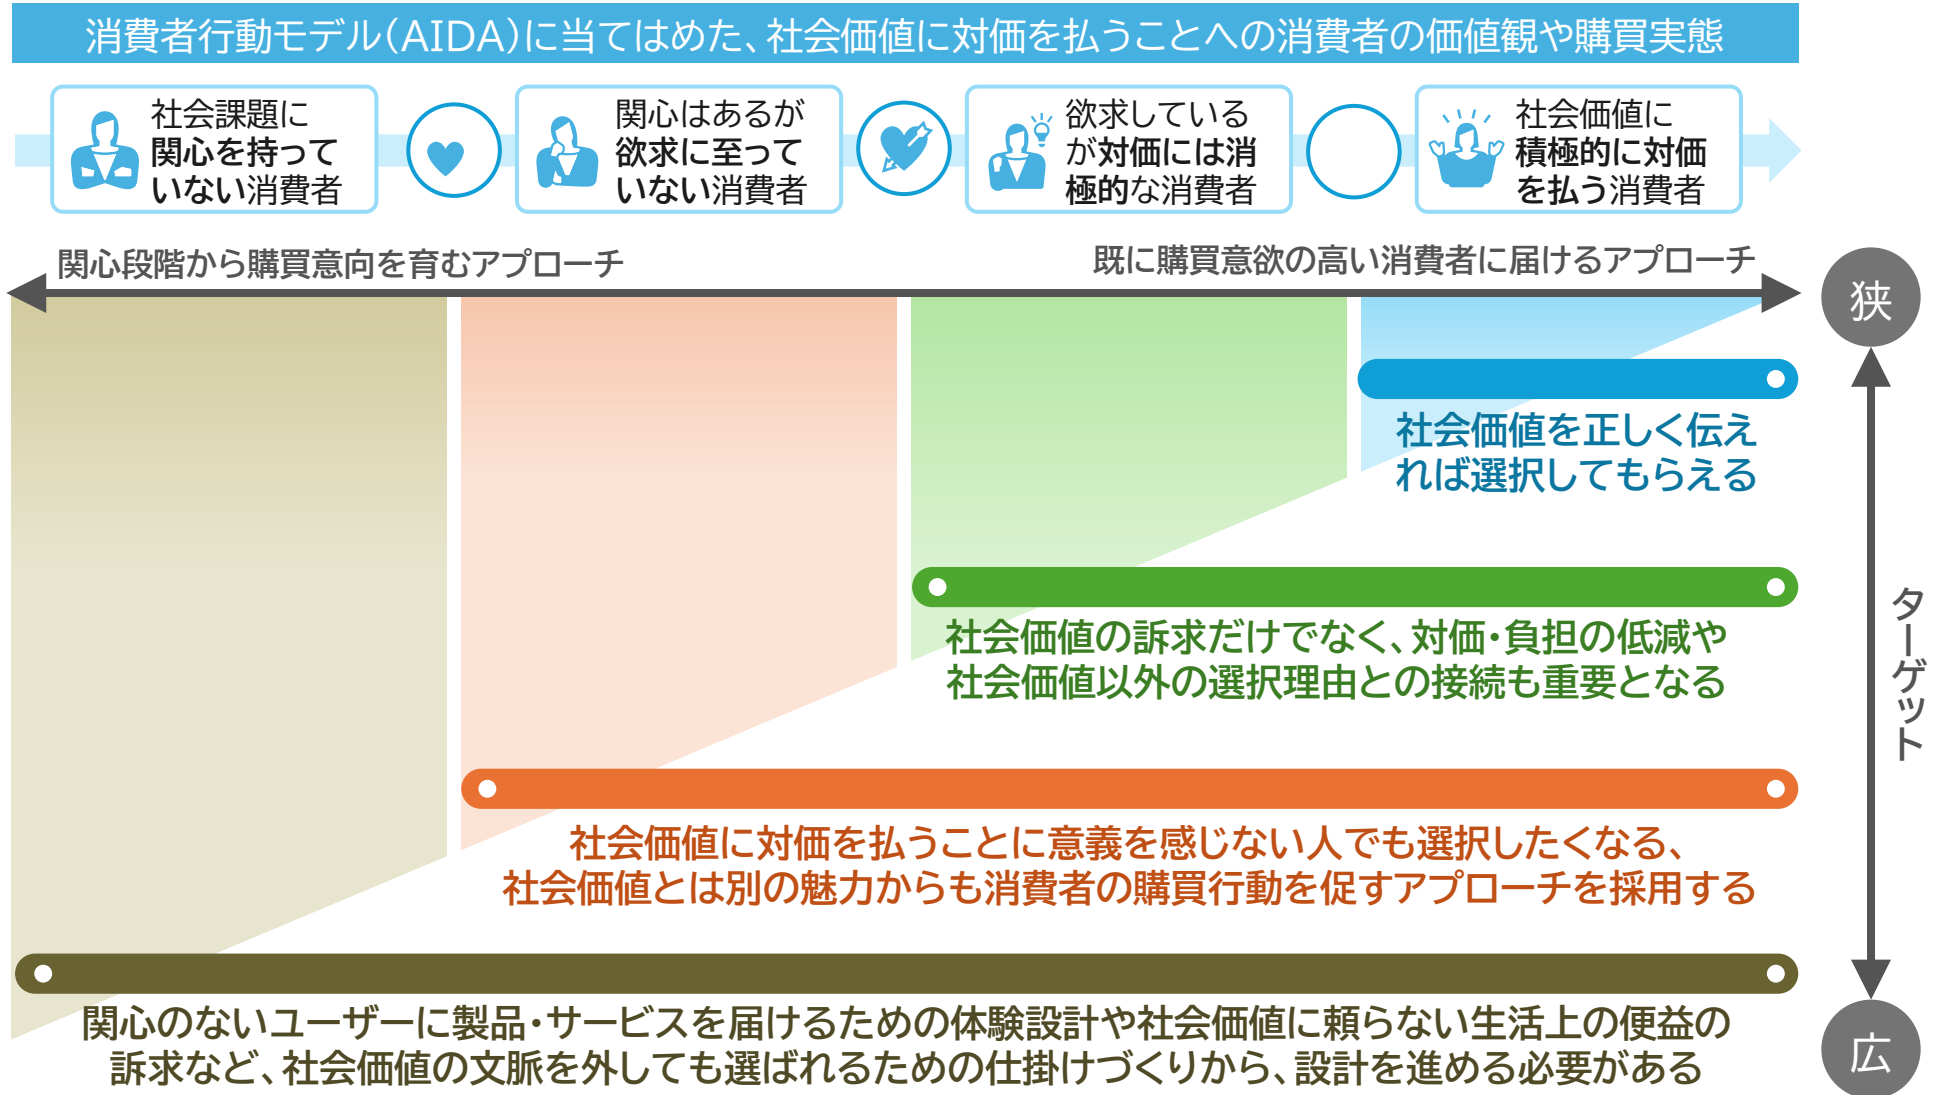 消費者行動モデル(AIDA)に当てはめた、社会価値に対価を払うことへの消費者の価値観や購買実態
社会課題に
関心を持って
いない消費者
関心はあるが
欲求に至って
いない消費者
欲求している
が対価には消
極的な消費者
社会価値に
積極的に対価
を払う消費者
関心段階から購買意向を育むアプローチ
既に購買意欲の高い消費者に届けるアプローチ
狭
社会価値を正しく伝え
れば選択してもらえる
社会価値の訴求だけでなく、対価・負担の低減や
社会価値以外の選択理由との接続も重要となる
ターゲット
社会価値に対価を払うことに意義を感じない人でも選択したくなる、
社会価値とは別の魅力からも消費者の購買行動を促すアプローチを採用する
関心のないユーザーに製品・サービスを届けるための体験設計や社会価値に頼らない生活上の便益の
訴求など、社会価値の文脈を外しても選ばれるための仕掛けづくりから、設計を進める必要がある
広